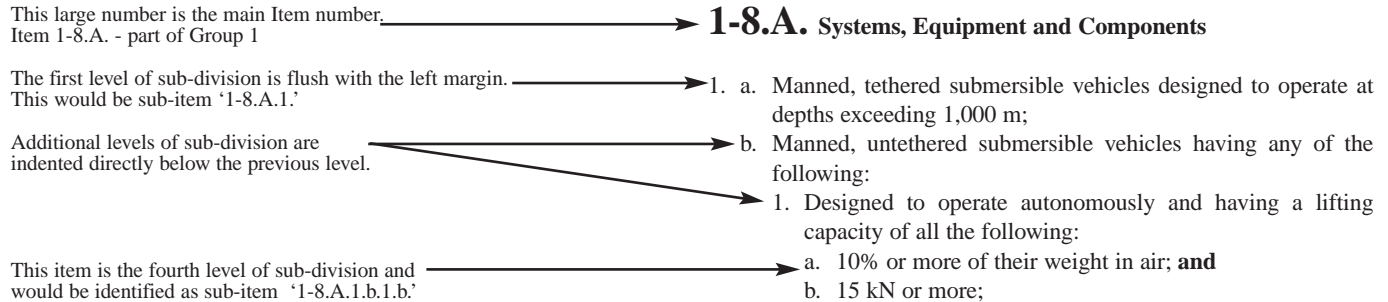 This large number is the main Item number.
Item 1-8.A. - part of Group 1
1-8.A. Systems, Equipment and Components
The first level of sub-division is flush with the left margin.
This would be sub-item ‘1-8.A.1.’
1. a. Manned, tethered submersible vehicles designed to operate at
depths exceeding 1,000 m;
Additional levels of sub-division are
indented directly below the previous level.
b. Manned, untethered submersible vehicles having any of the
following:
1. Designed to operate autonomously and having a lifting
capacity of all the following:
This item is the fourth level of sub-division and
would be identified as sub-item ‘1-8.A.1.b.1.b.’
a. 10% or more of their weight in air; and
b. 15 kN or more;